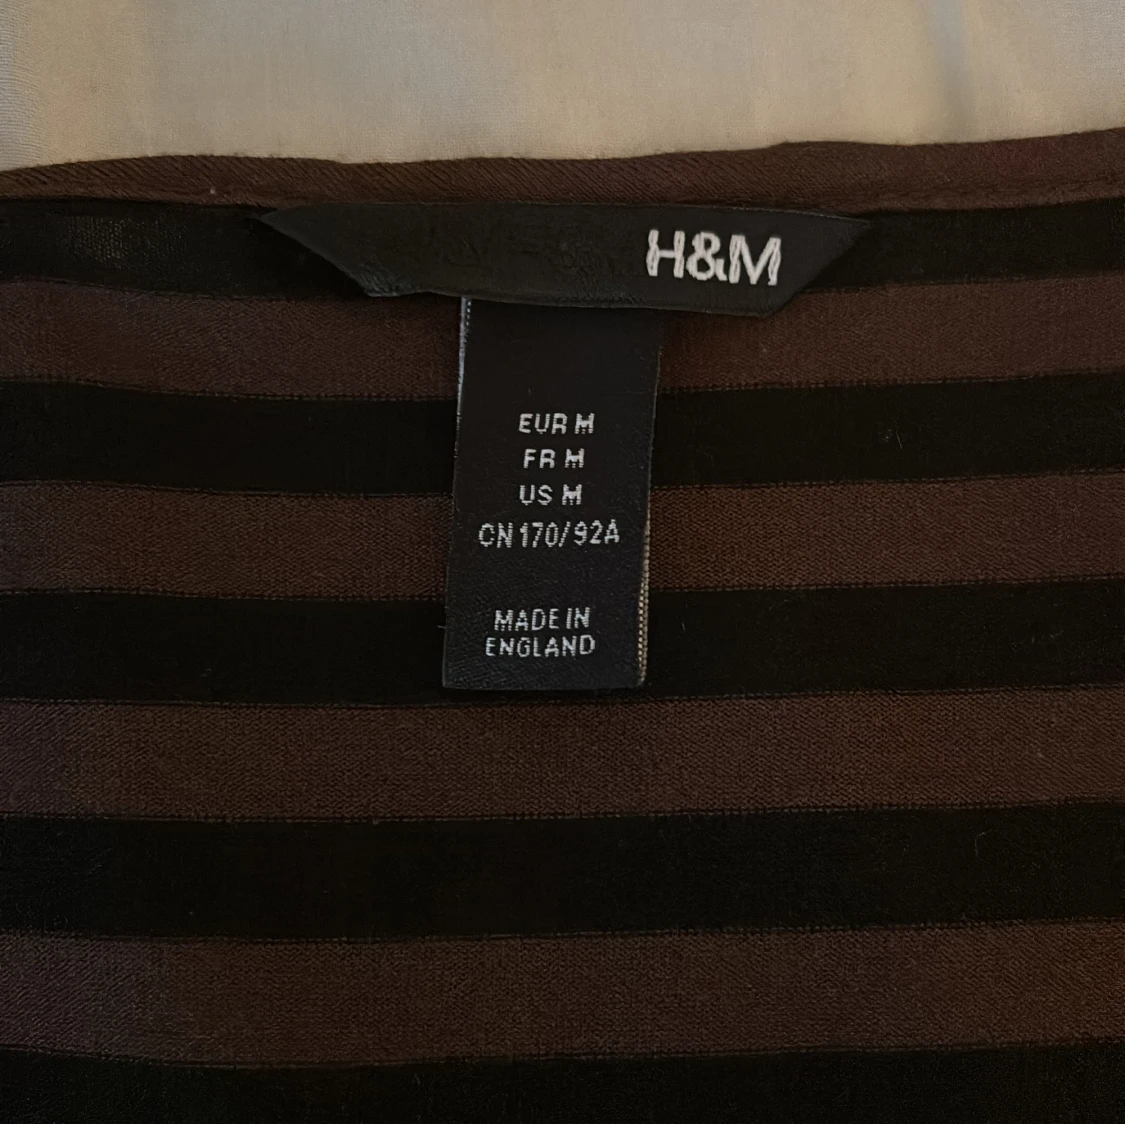 H&M
EUR M
FR M
US M
CN 170/92A
MADE IN
ENGLAND